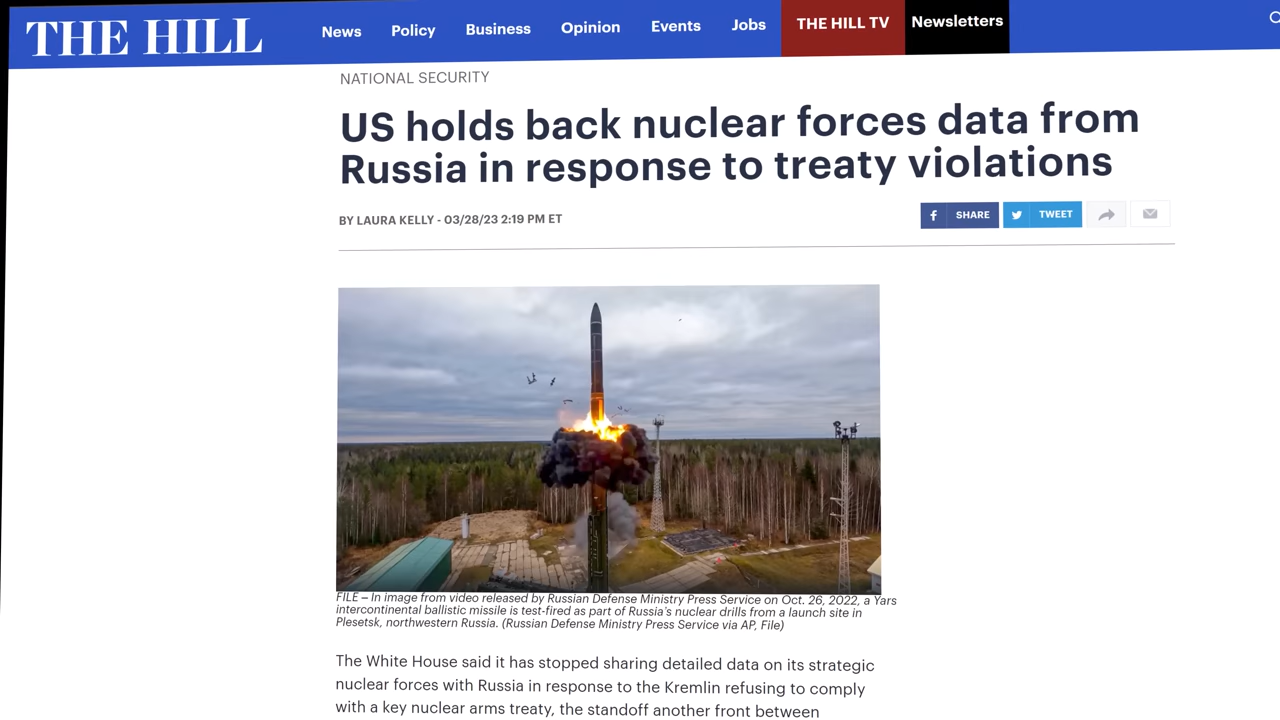 THE HILL
News Policy Business Opinion Events Jobs THE HILL TV Newsletters
NATIONAL SECURITY
US holds back nuclear forces data from
Russia in response to treaty violations
BY LAURA KELLY - 03/28/23 2:19 PM ET
SHARE TWEET
FILE – In image from video released by Russian Defense Ministry Press Service on Oct. 26, 2022, a Yars
intercontinental ballistic missile is test-fired as part of Russia's nuclear drills from a launch site in
Plesetsk, northwestern Russia. (Russian Defense Ministry Press Service via AP, File)
The White House said it has stopped sharing detailed data on its strategic
nuclear forces with Russia in response to the Kremlin refusing to comply
with a key nuclear arms treaty, the standoff another front between